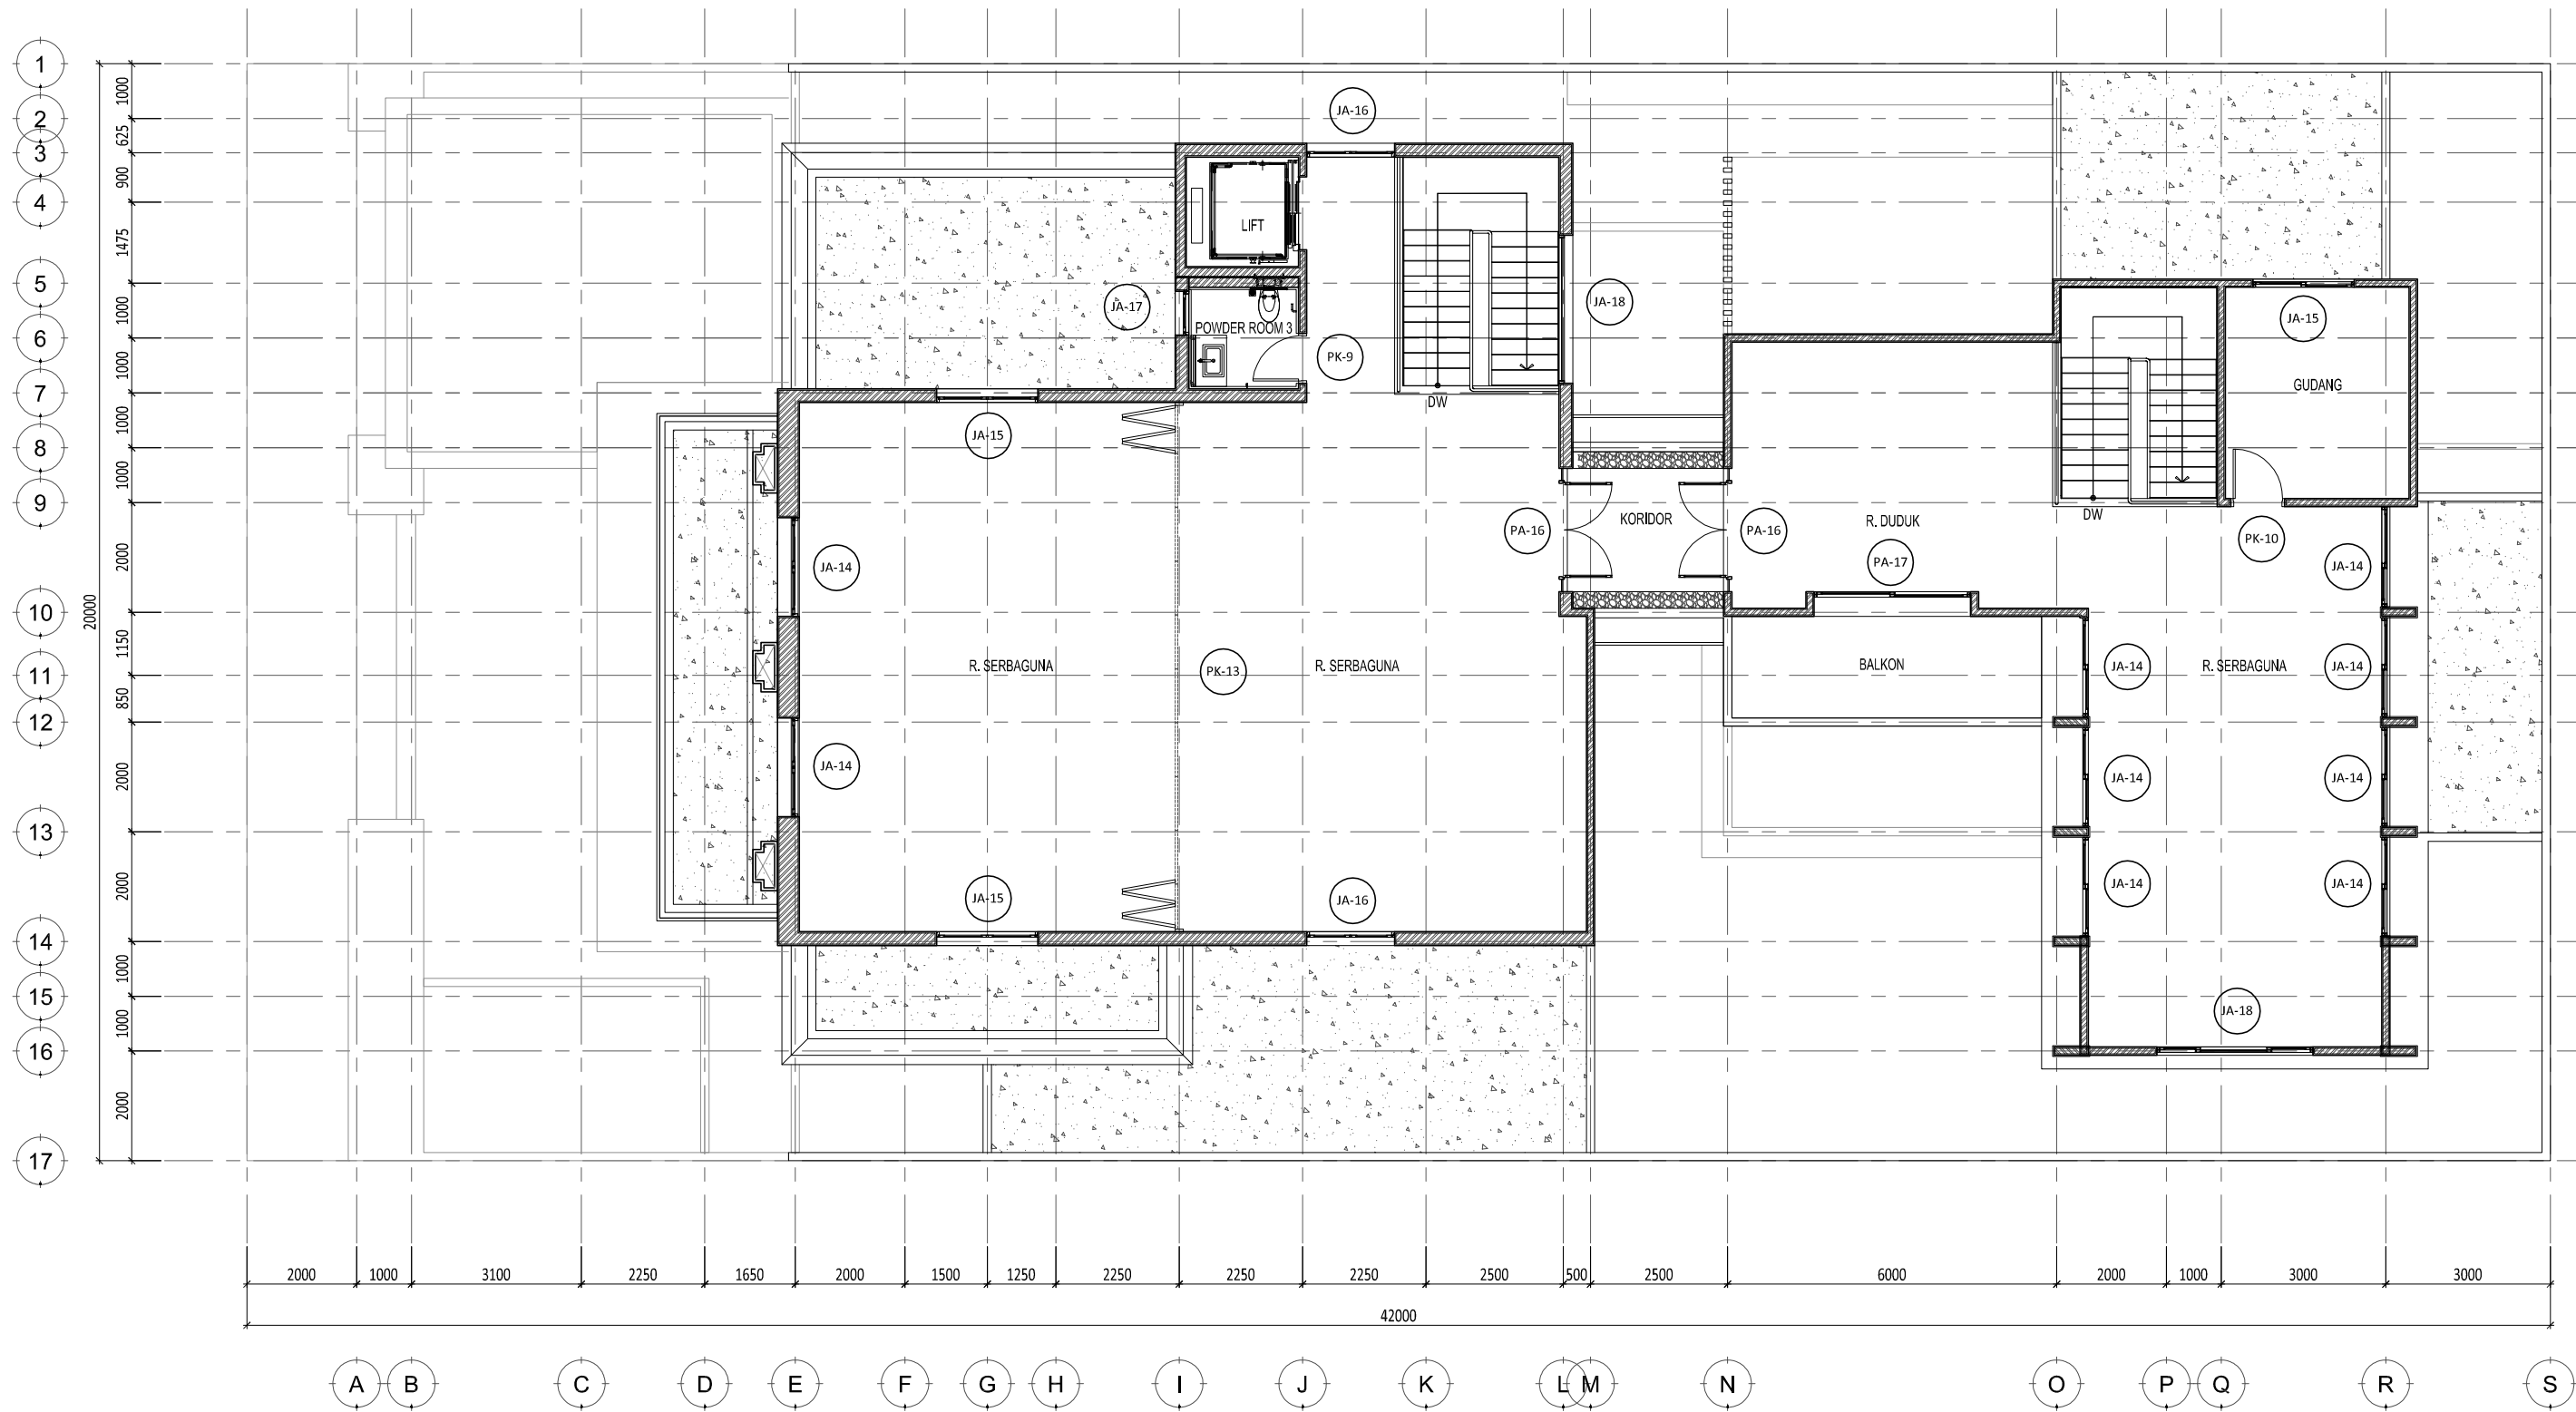 1
2
3
4
5
6
7
8
9
10
11
12
13
14
15
16
17
20000
1000
625
900
1475
1000
1000
1000
1000
2000
1150
850
2000
2000
1000
1000
2000
JA-16
LIFT
JA-17
POWDER ROOM 3
PK-9
JA-18
JA-15
GUDANG
DW
JA-15
PA-16
KORIDOR
PA-16
R. DUDUK
DW
PK-10
PA-17
JA-14
JA-14
R. SERBAGUNA
PK-13
R. SERBAGUNA
BALKON
JA-14
R. SERBAGUNA
JA-14
JA-14
JA-14
JA-14
JA-14
JA-14
JA-15
JA-16
JA-18
2000
1000
3100
2250
1650
2000
1500
1250
2250
2250
2250
2500
500
2500
6000
2000
1000
3000
3000
42000
A
B
C
D
E
F
G
H
I
J
K
L
M
N
O
P
Q
R
S